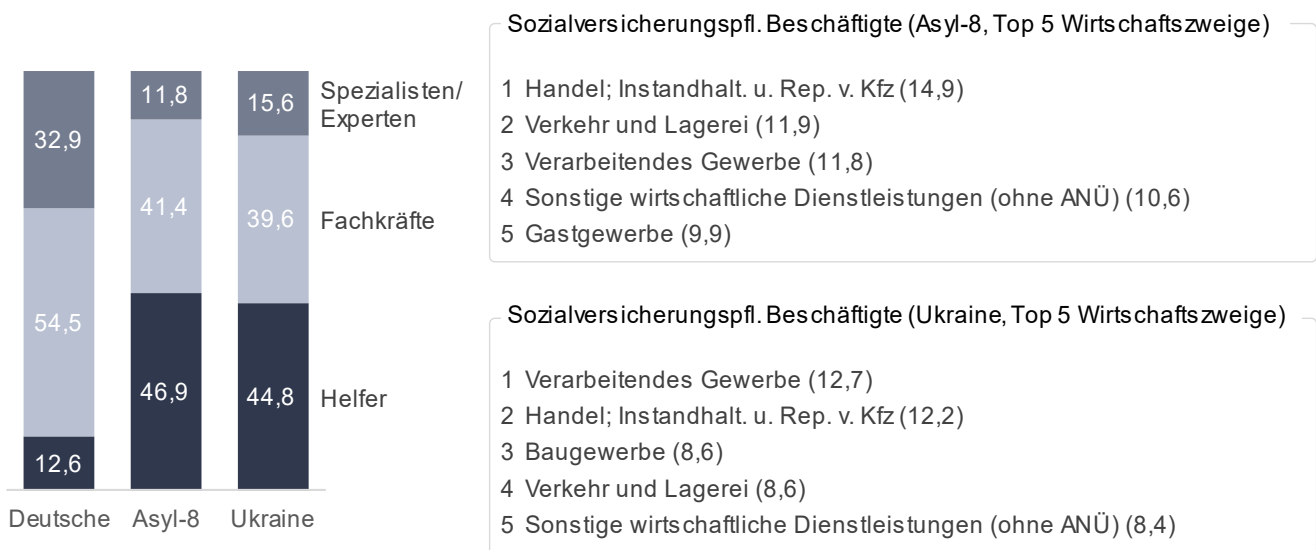 32,9
54,5
12,6
11,8
41,4
46,9
15,6
39,6
44,8
Spezialisten/
Experten
Fachkräfte
Helfer
Deutsche
Asyl-8
Ukraine
Sozialversicherungspfl. Beschäftigte (Asyl-8, Top 5 Wirtschaftszweige)
1 Handel; Instandhalt. u. Rep. v. Kfz (14,9)
2 Verkehr und Lagerei (11,9)
3 Verarbeitendes Gewerbe (11,8)
4 Sonstige wirtschaftliche Dienstleistungen (ohne ANÜ) (10,6)
5 Gastgewerbe (9,9)
Sozialversicherungspfl. Beschäftigte (Ukraine, Top 5 Wirtschaftszweige)
1 Verarbeitendes Gewerbe (12,7)
2 Handel; Instandhalt. u. Rep. v. Kfz (12,2)
3 Baugewerbe (8,6)
4 Verkehr und Lagerei (8,6)
5 Sonstige wirtschaftliche Dienstleistungen (ohne ANÜ) (8,4)